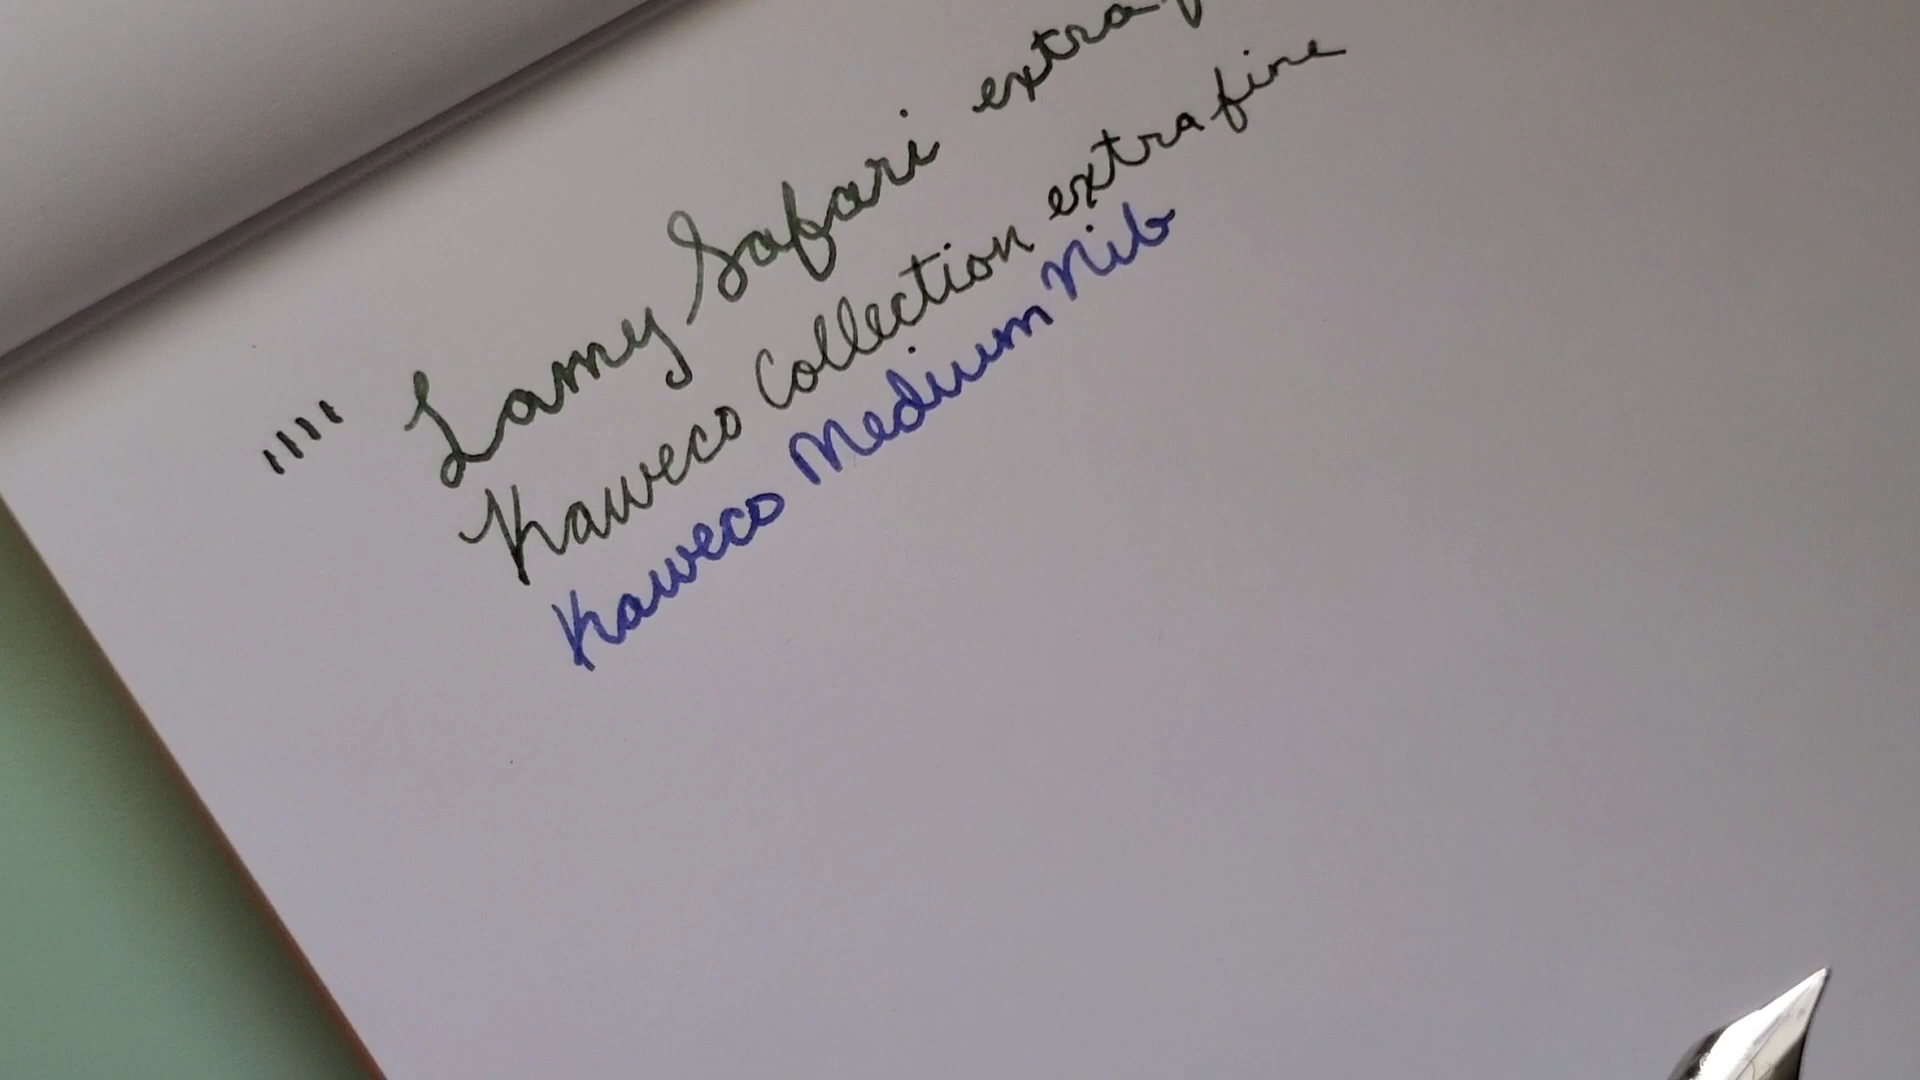 "" Lamy Safari extra
Kaweco Collection extra fine
Kaweco Medium Nib